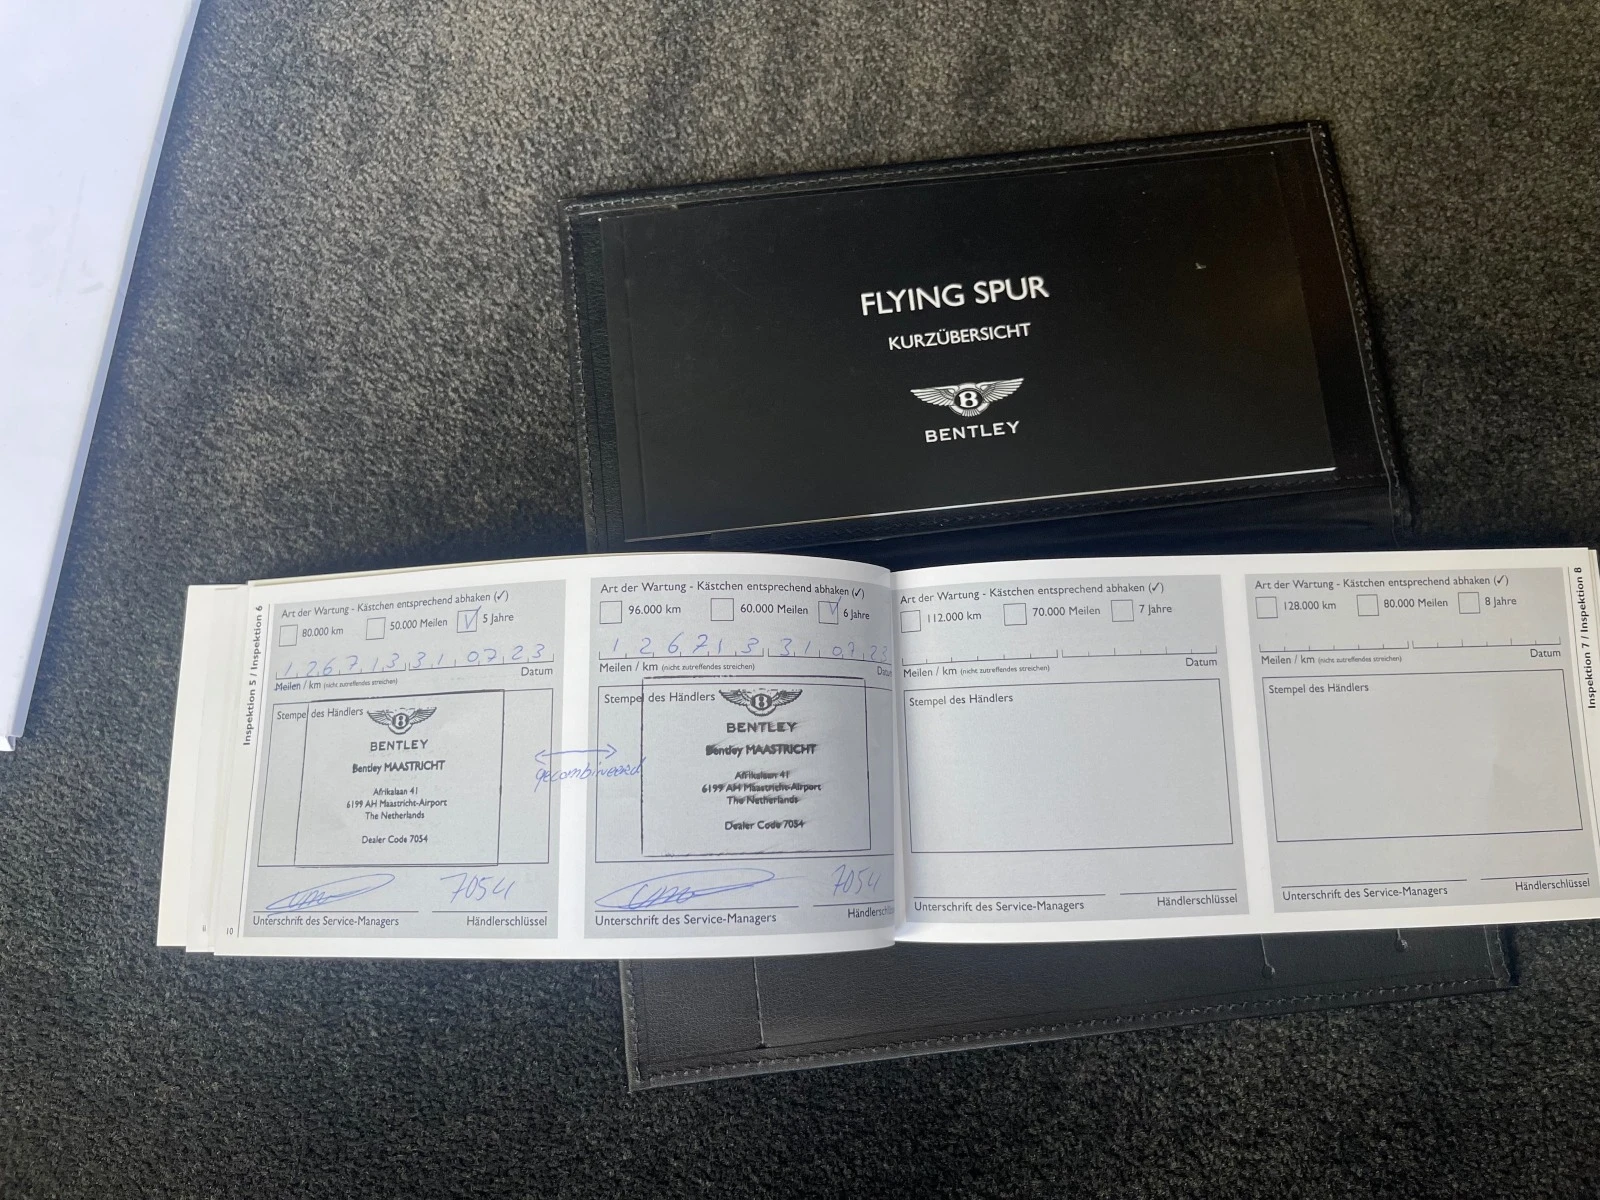 FLYING SPUR
KURZÜBERSICHT
B
BENTLEY
Inspektion 5 / Inspektion 6
Art der Wartung - Kästchen entsprechend abhaken (✓)
80.000 km
50.000 Meilen
✓ 5 Jahre
1 2 6 7 1 3 3 1 0 7 2 3
Meilen / km (nicht zutreffendes streichen)
Datum
Stempel des Händlers
B
BENTLEY
Bentley MAASTRICHT
Afrikalaan 41
6199 AH Maastricht-Airport
The Netherlands
Dealer Code 7054
7054
Unterschrift des Service-Managers
Händlerschlüssel
ii
10
gecombineerd
Art der Wartung - Kästchen entsprechend abhaken (✓)
96.000 km
60.000 Meilen
✓ 6 Jahre
1 2 6 7 1 3 3 1 0 7 2 3
Meilen / km (nicht zutreffendes streichen)
Datum
Stempel des Händlers
B
BENTLEY
Bentley MAASTRICHT
Afrikalaan 41
6199 AH Maastricht-Airport
The Netherlands
Dealer Code 7054
7054
Unterschrift des Service-Managers
Art der Wartung - Kästchen entsprechend abhaken (✓)
112.000 km
70.000 Meilen
7 Jahre
Meilen / km (nicht zutreffendes streichen)
Datum
Stempel des Händlers
Unterschrift des Service-Managers
Händlerschlüssel
Art der Wartung - Kästchen entsprechend abhaken (✓)
128.000 km
80.000 Meilen
8 Jahre
Meilen / km (nicht zutreffendes streichen)
Datum
Stempel des Händlers
Unterschrift des Service-Managers
Händlerschlüssel
Inspektion 7 / Inspektion 8